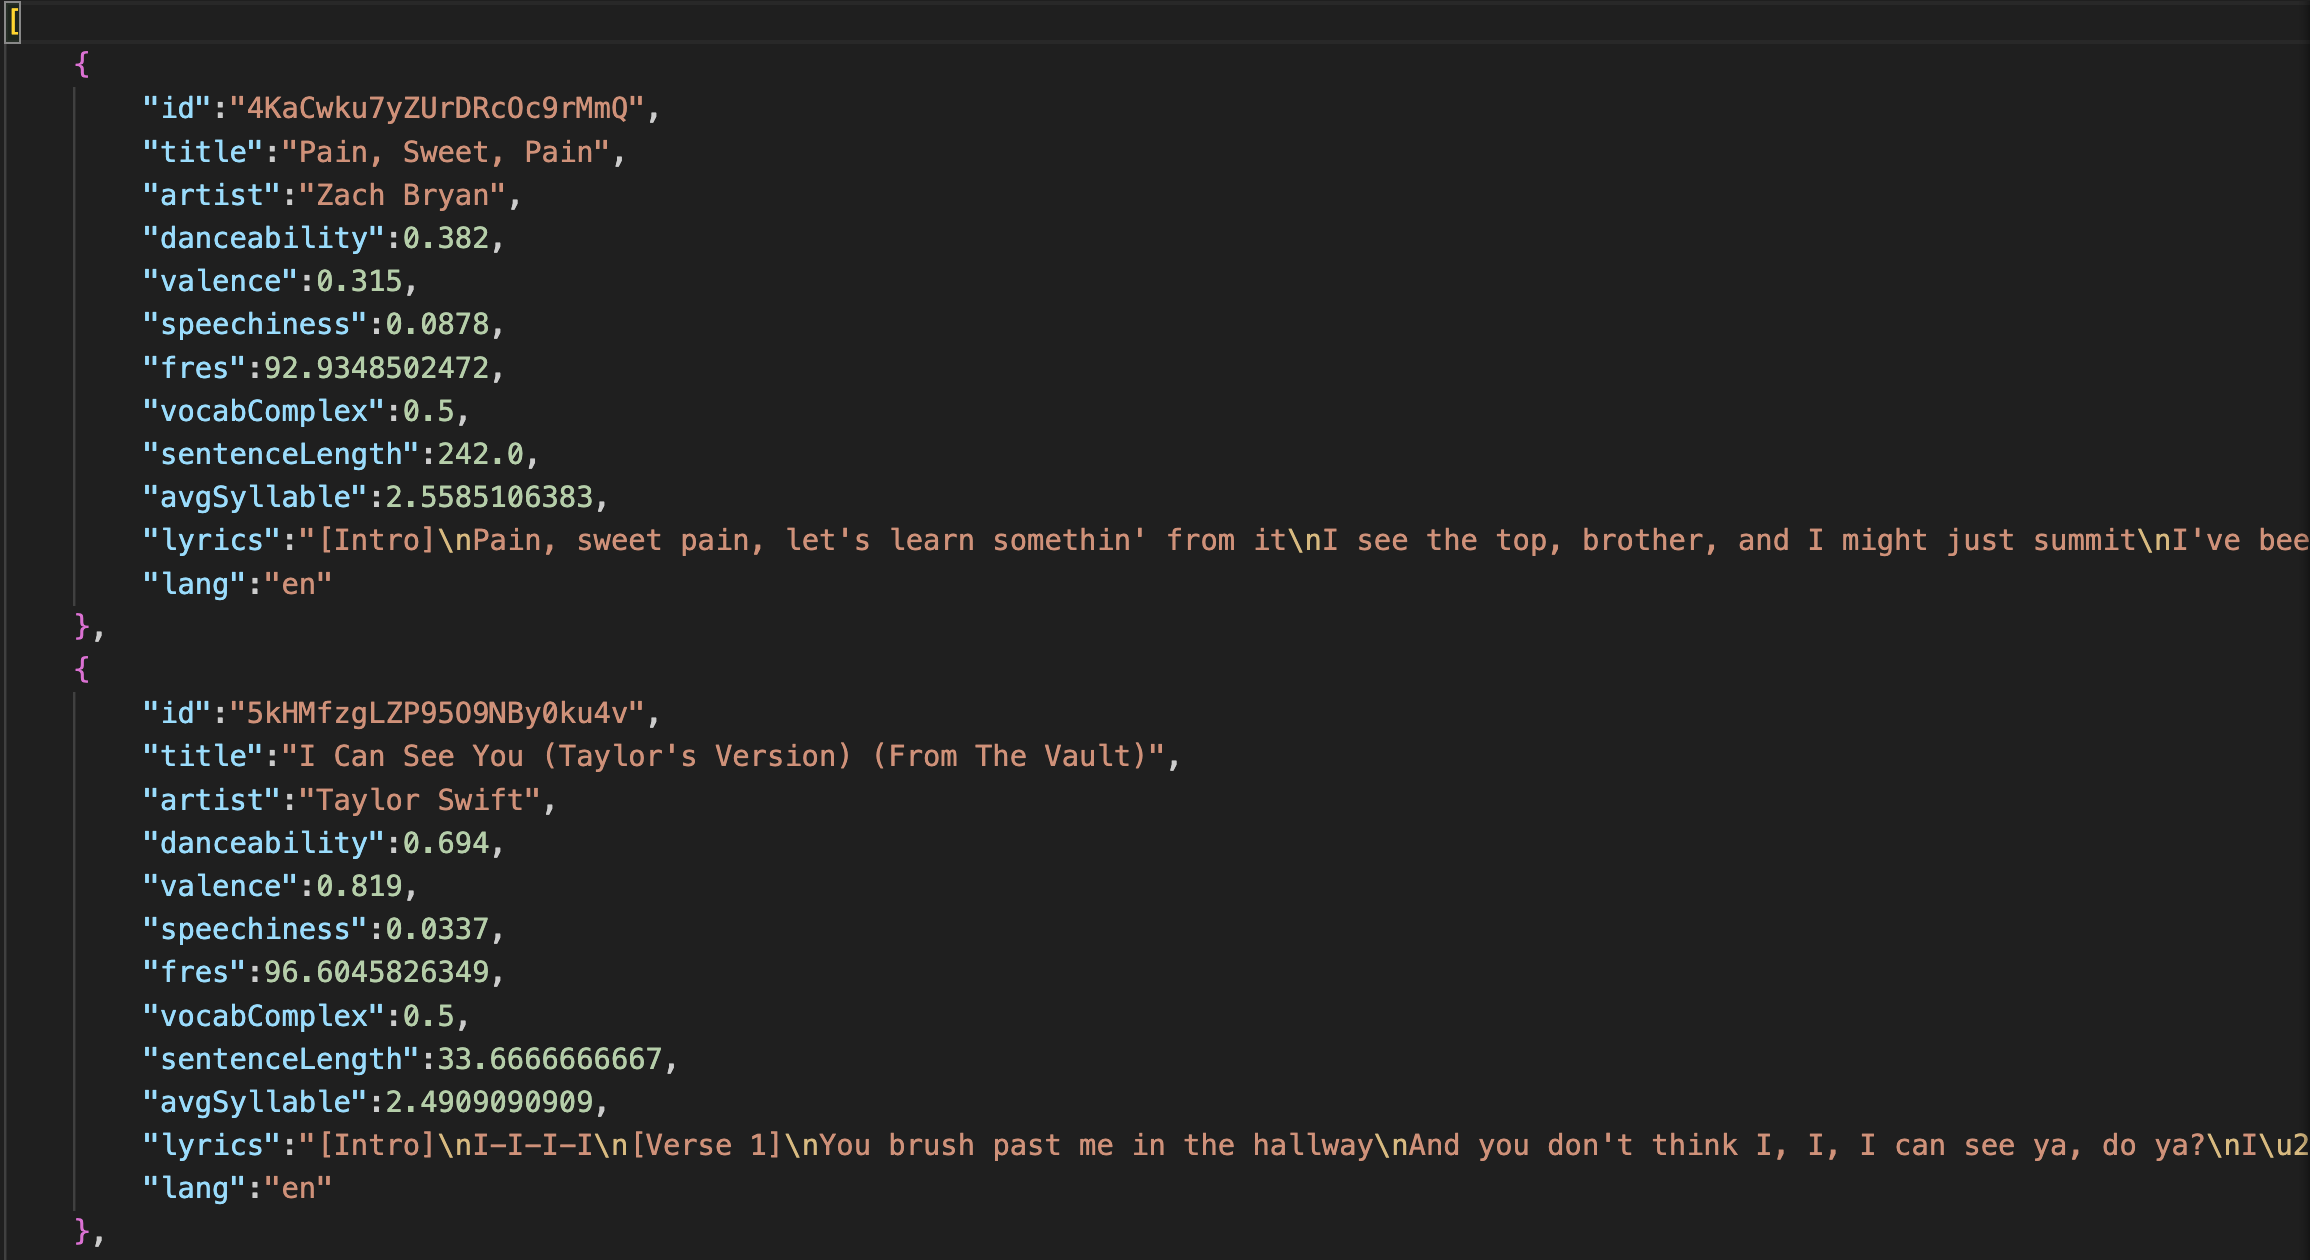 [
{
"id":"4KaCwku7yZUrDRcOc9rMmQ",
"title":"Pain, Sweet, Pain",
"artist":"Zach Bryan",
"danceability":0.382,
"valence":0.315,
"speechiness":0.0878,
"fres":92.9348502472,
"vocabComplex":0.5,
"sentenceLength":242.0,
"avgSyllable":2.5585106383,
"lyrics":"[Intro]\nPain, sweet pain, let's learn somethin' from it\nI see the top, brother, and I might just summit\nI've bee
"lang":"en"
},
{
"id":"5kHMfzgLZP95O9NBy0ku4v",
"title":"I Can See You (Taylor's Version) (From The Vault)",
"artist":"Taylor Swift",
"danceability":0.694,
"valence":0.819,
"speechiness":0.0337,
"fres":96.6045826349,
"vocabComplex":0.5,
"sentenceLength":33.6666666667,
"avgSyllable":2.4909090909,
"lyrics":"[Intro]\nI-I-I-I\n[Verse 1]\nYou brush past me in the hallway\nAnd you don't think I, I, I can see ya, do ya?\nI\u2
"lang":"en"
},